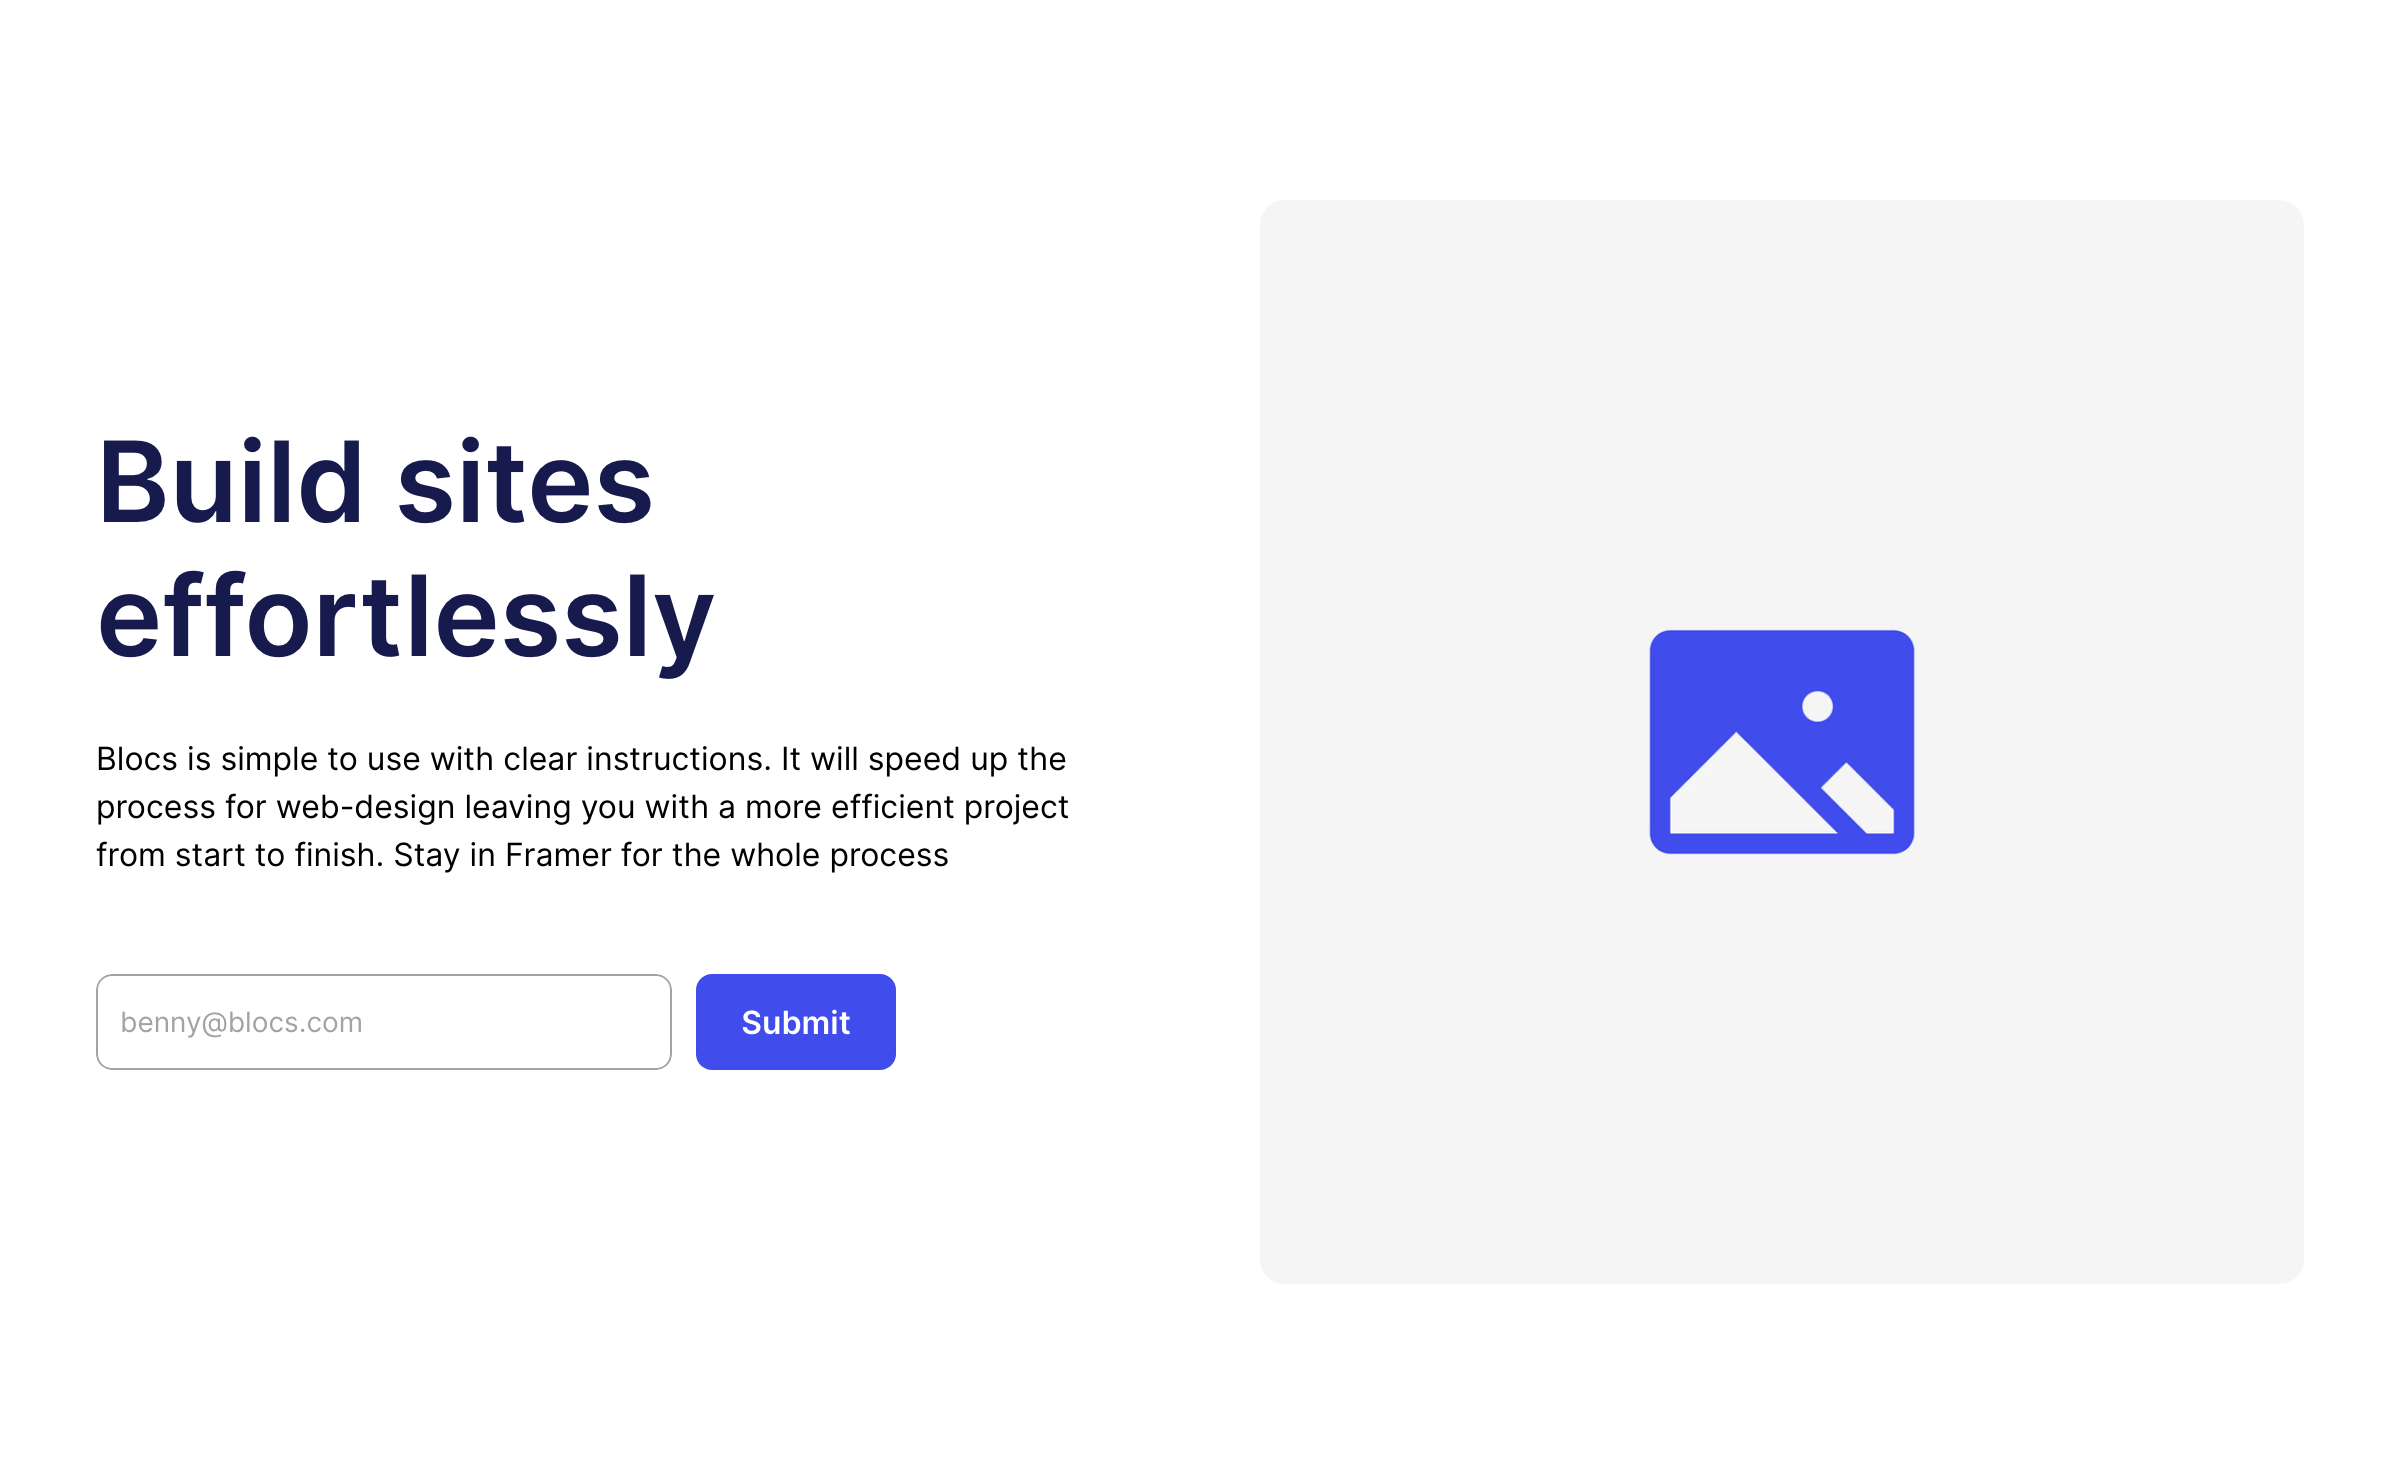 Build sites
effortlessly
Blocs is simple to use with clear instructions. It will speed up the
process for web-design leaving you with a more efficient project
from start to finish. Stay in Framer for the whole process
benny@blocs.com
Submit